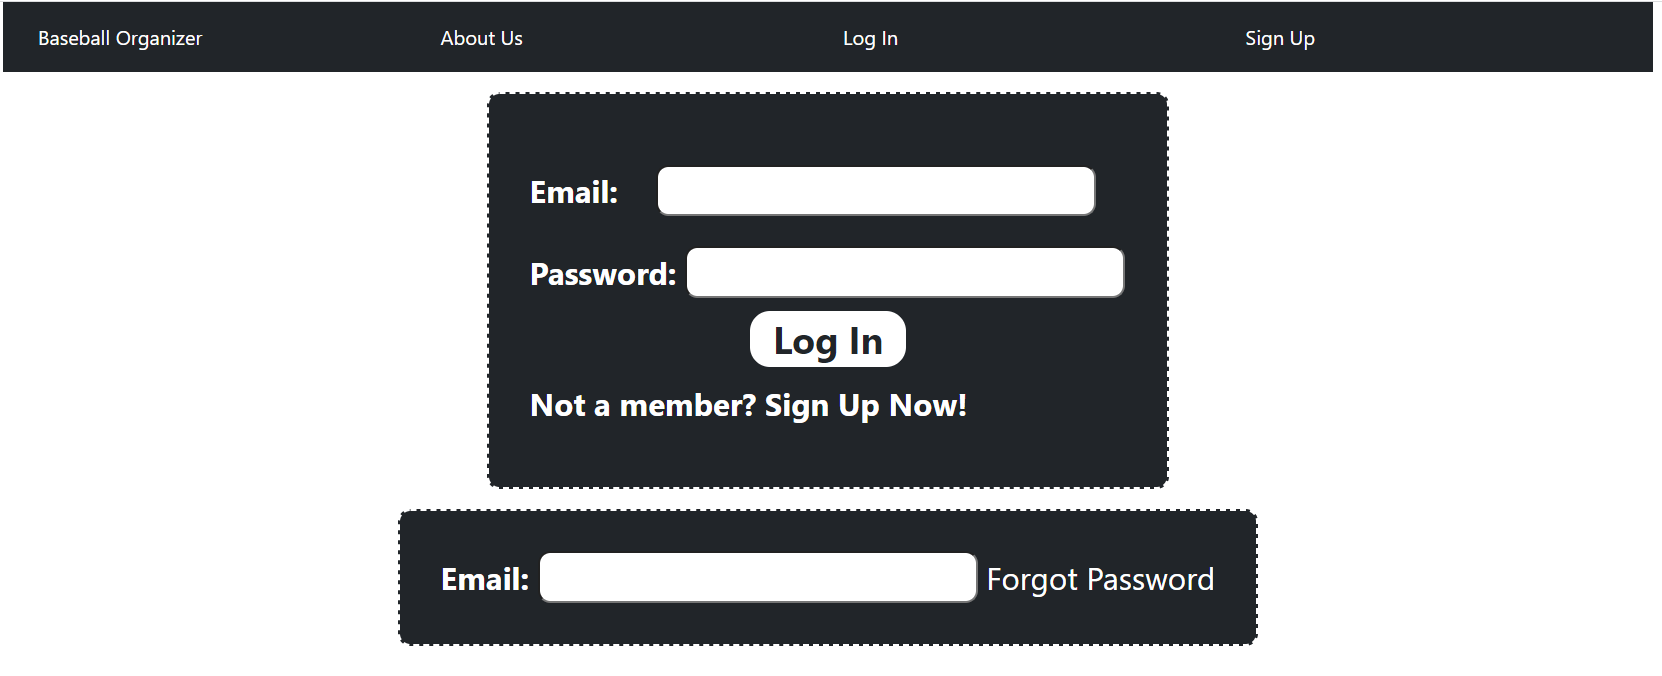 Baseball Organizer About Us Log In Sign Up
Email:
Password:
Log In
Not a member? Sign Up Now!
Email: Forgot Password